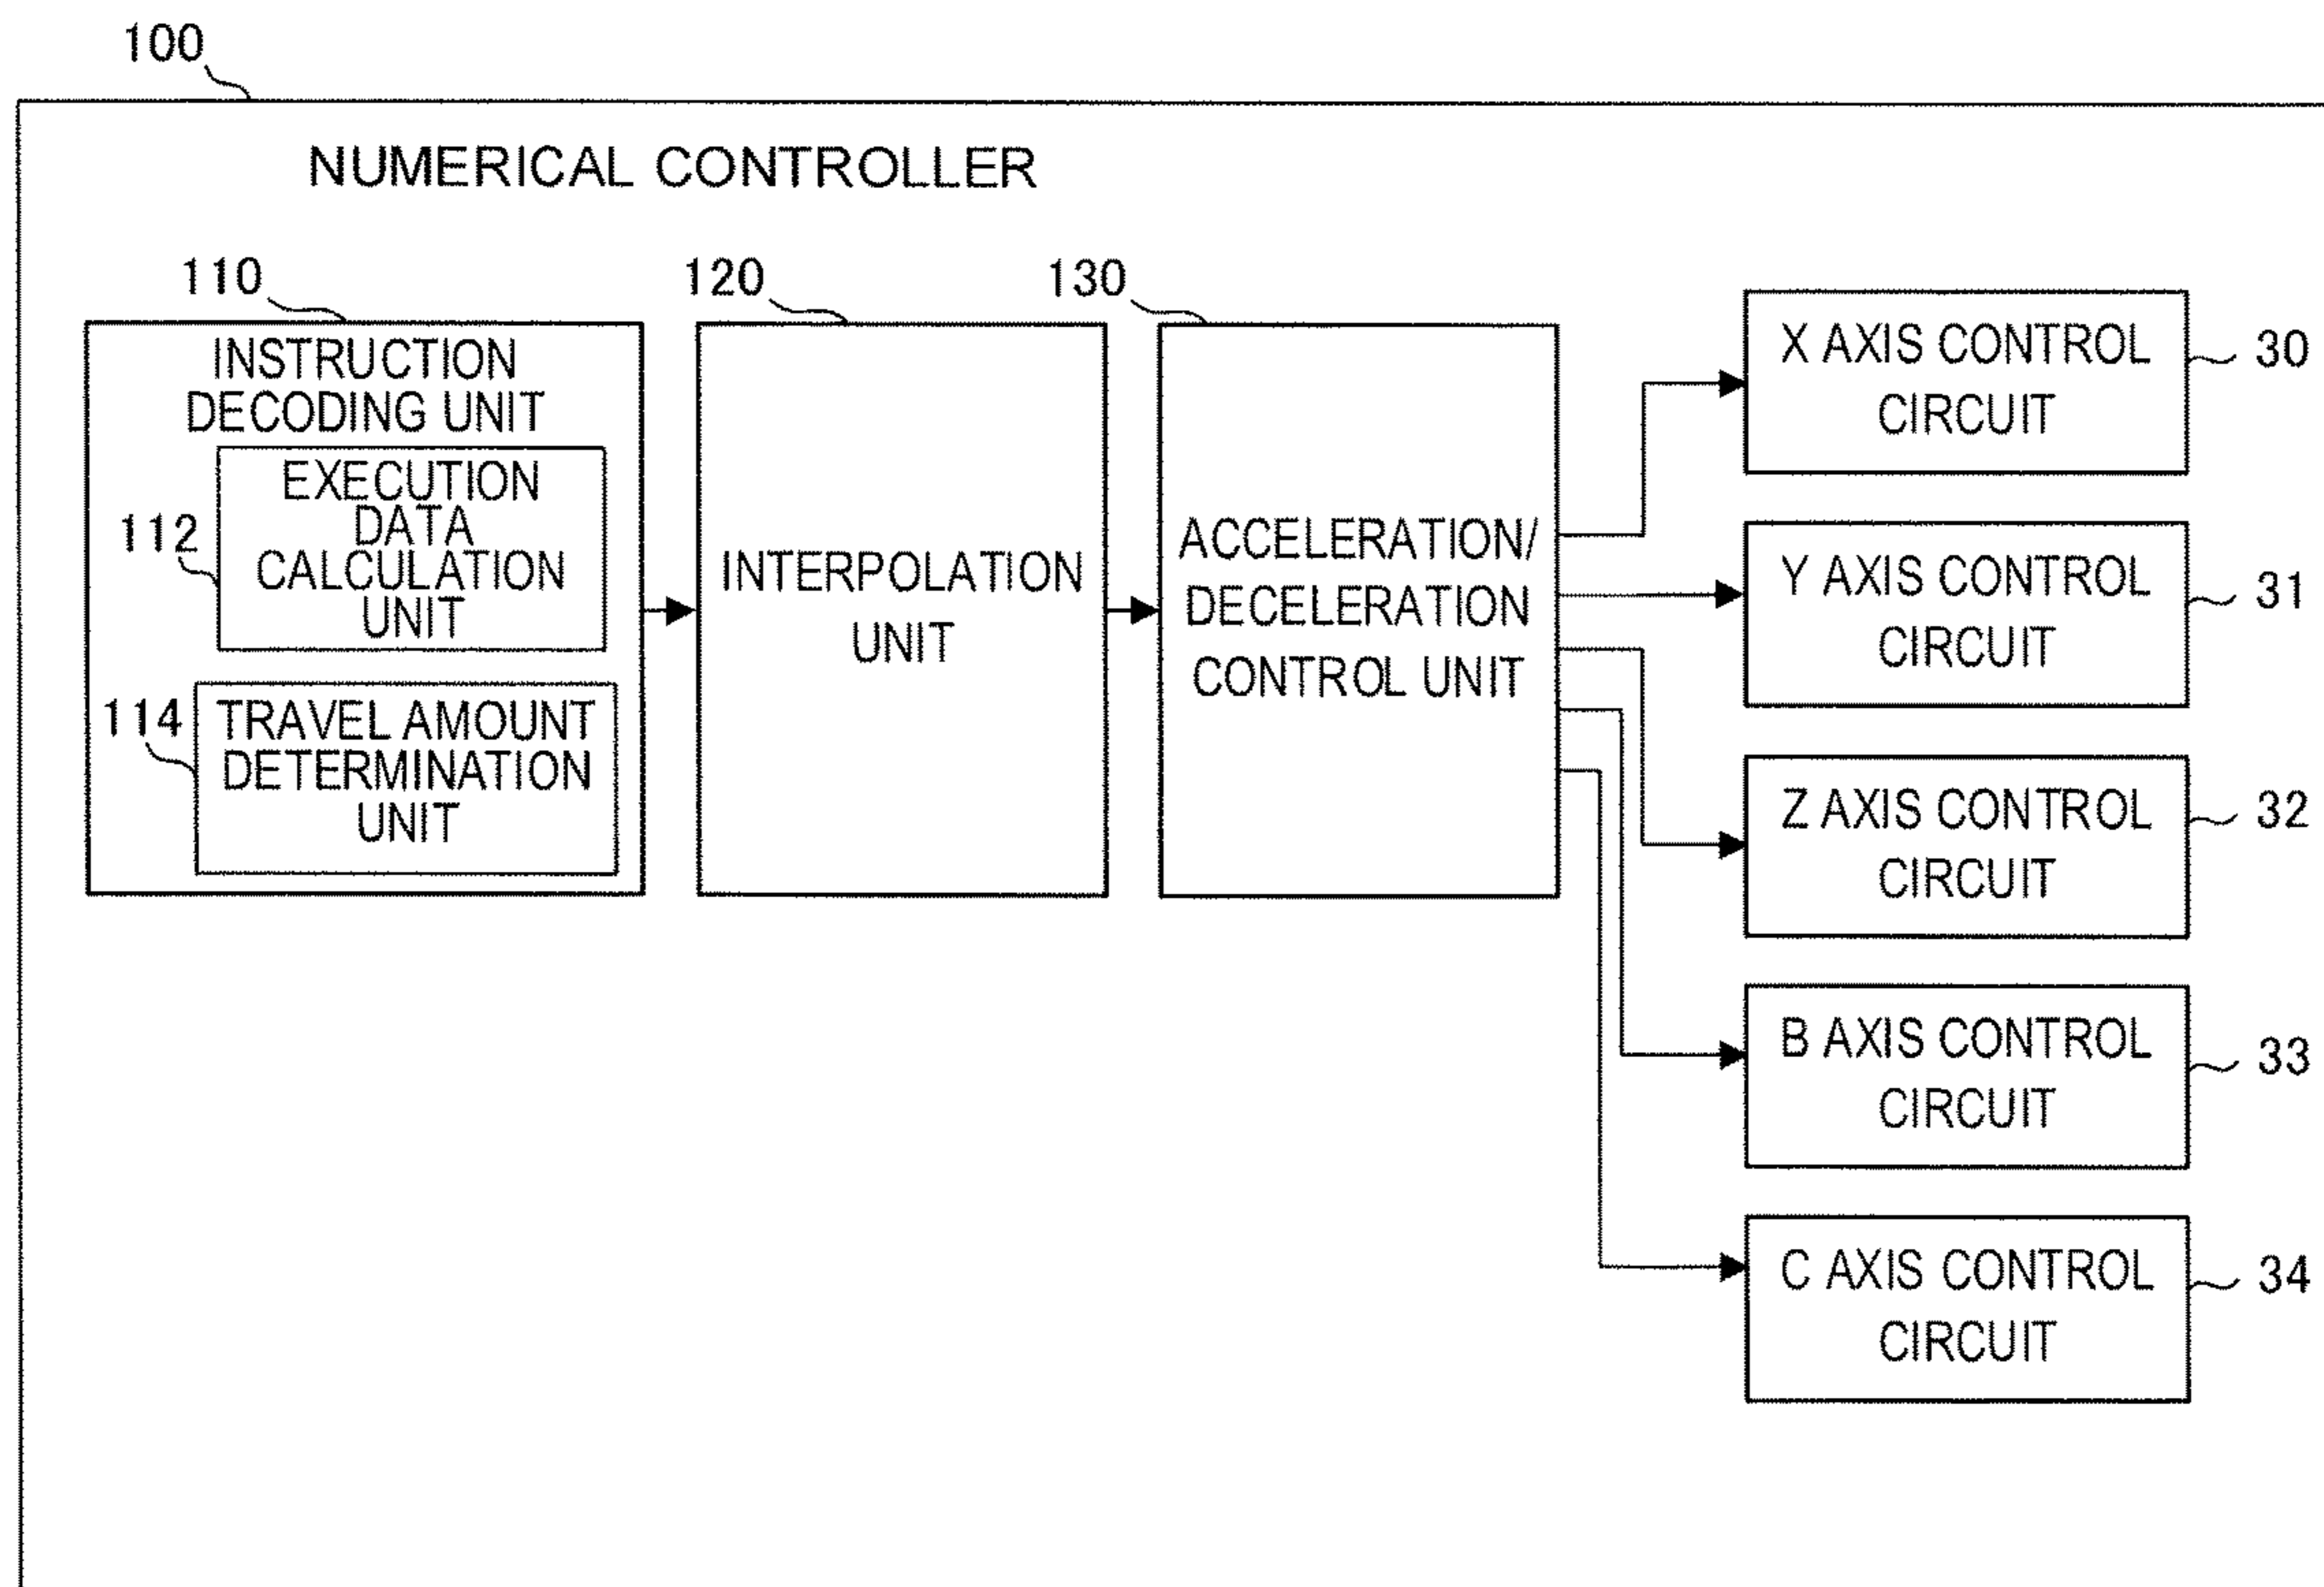 100
NUMERICAL CONTROLLER
110
INSTRUCTION
DECODING UNIT
112
EXECUTION
DATA
CALCULATION
UNIT
114
TRAVEL AMOUNT
DETERMINATION
UNIT
120
INTERPOLATION
UNIT
130
ACCELERATION/
DECELERATION
CONTROL UNIT
X AXIS CONTROL
CIRCUIT
30
Y AXIS CONTROL
CIRCUIT
31
Z AXIS CONTROL
CIRCUIT
32
B AXIS CONTROL
CIRCUIT
33
C AXIS CONTROL
CIRCUIT
34